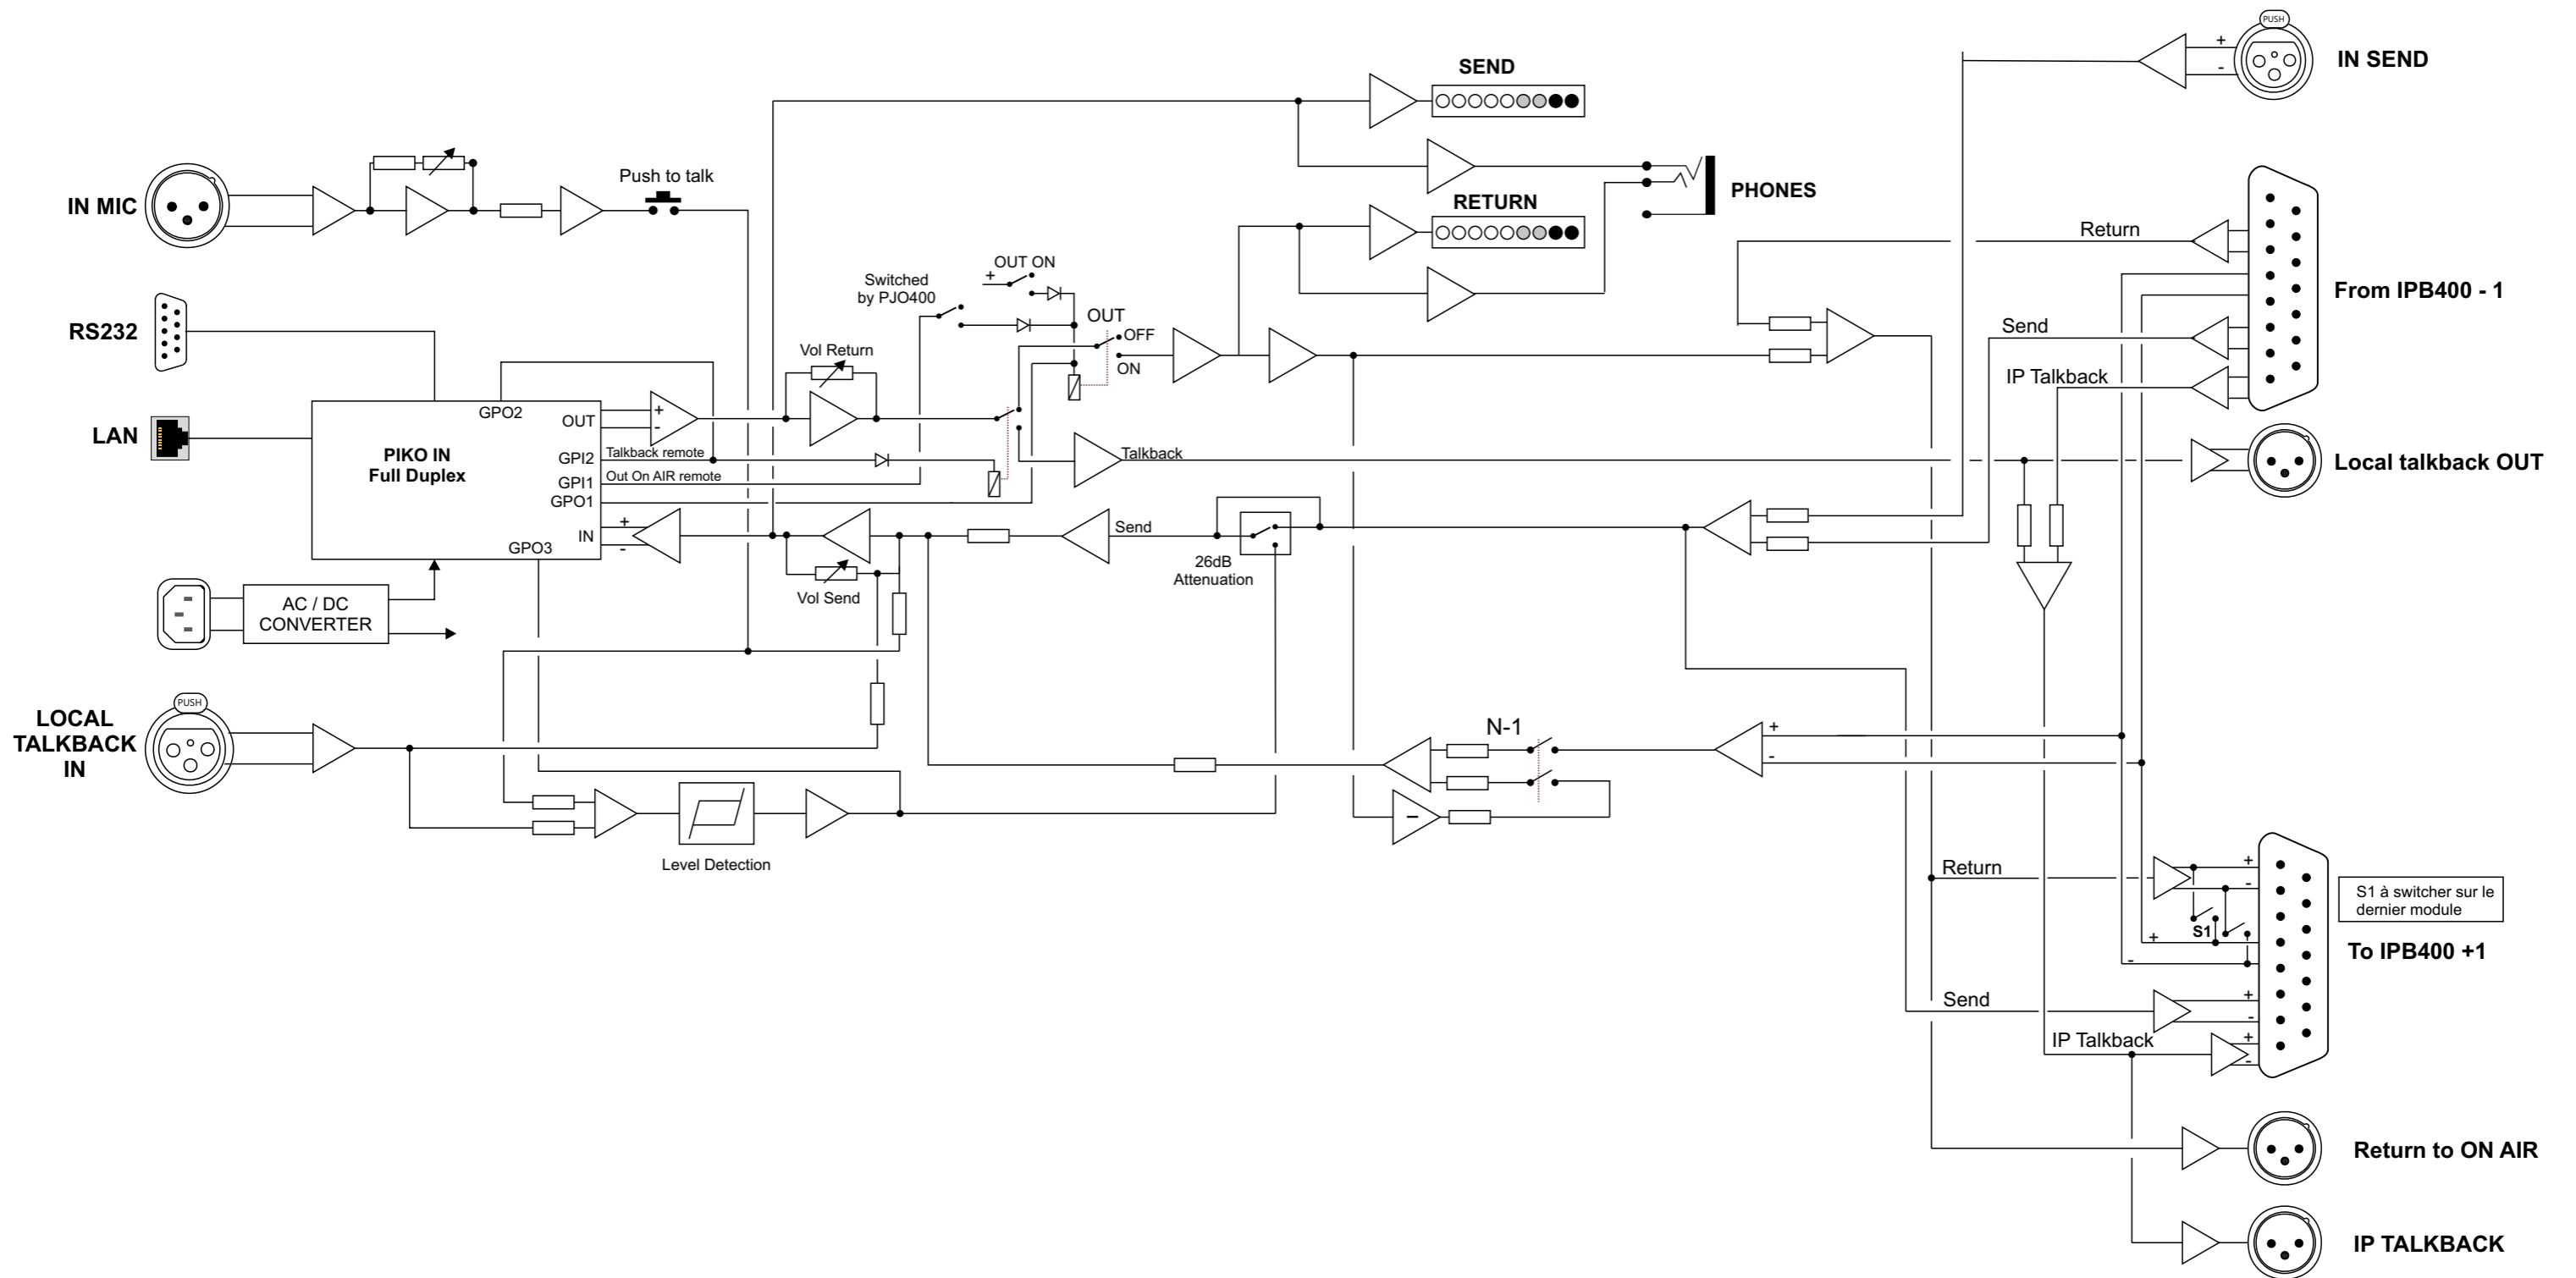 PUSH
IN SEND
+
-
SEND
IN MIC
Push to talk
PHONES
RETURN
Return
From IPB400 - 1
Send
IP Talkback
OUT ON
+
Switched
by PJO400
OUT
OFF
ON
RS232
Vol Return
LAN
GPO2
OUT
+
-
PIKO IN
Full Duplex
GPI2
Talkback remote
GPI1
Out On AIR remote
GPO1
Talkback
Local talkback OUT
IN
+
-
GPO3
Send
26dB
Attenuation
Vol Send
AC / DC
CONVERTER
PUSH
LOCAL
TALKBACK
IN
N-1
+
-
-
Level Detection
Return
+
-
S1 à switcher sur le
dernier module
S1
+
-
To IPB400 +1
Send
+
-
IP Talkback
+
-
Return to ON AIR
IP TALKBACK